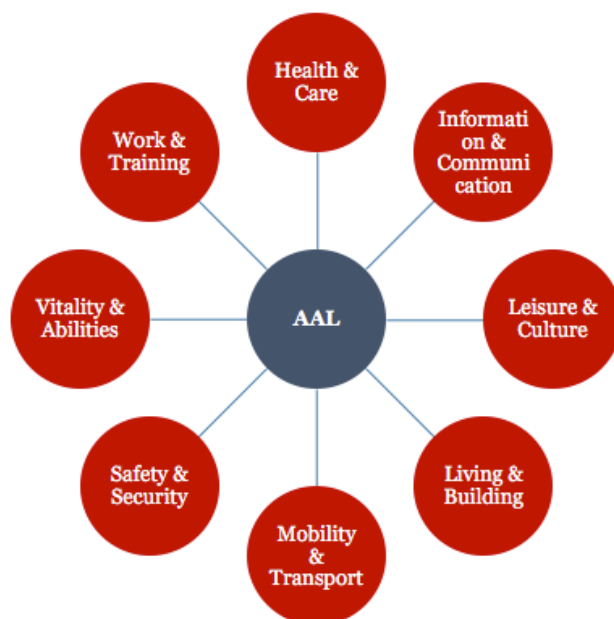 Health &
Care
Informati
on &
Communi
cation
Leisure &
Culture
Living &
Building
Mobility
&
Transport
Safety &
Security
Vitality &
Abilities
Work &
Training
AAL